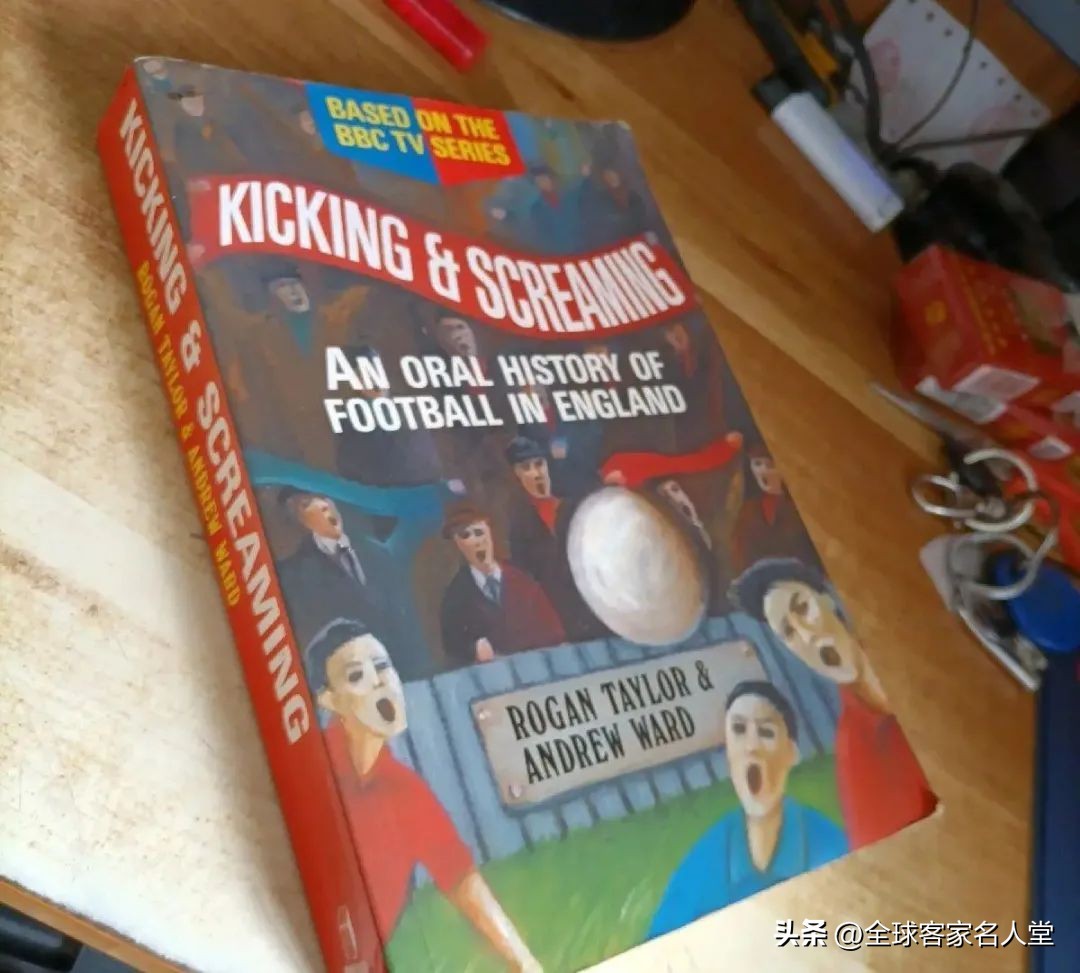 BASED ON THE
BBC TV SERIES
KICKING & SCREAMING
AN ORAL HISTORY OF
FOOTBALL IN ENGLAND
ROGAN TAYLOR &
ANDREW WARD
KICKING & SCREAMING
ROGAN TAYLOR & ANDREW WARD
头条 @全球客家名人堂